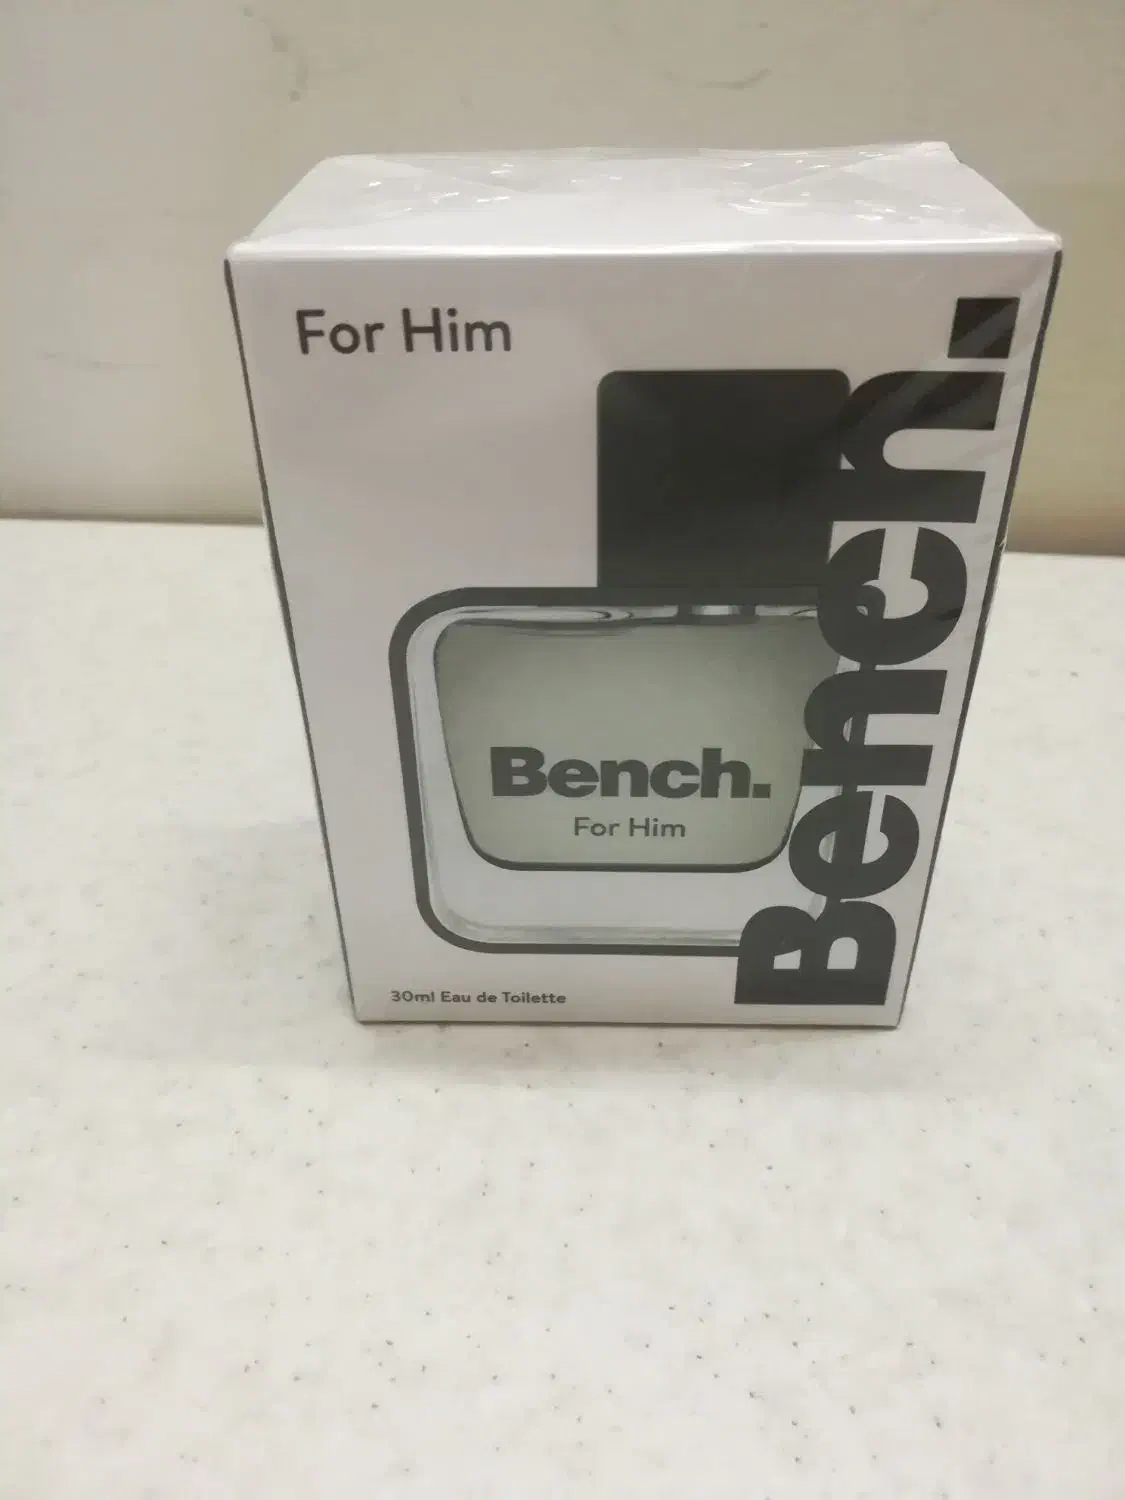 For Him
Bench.
Bench.
For Him
30ml Eau de Toilette